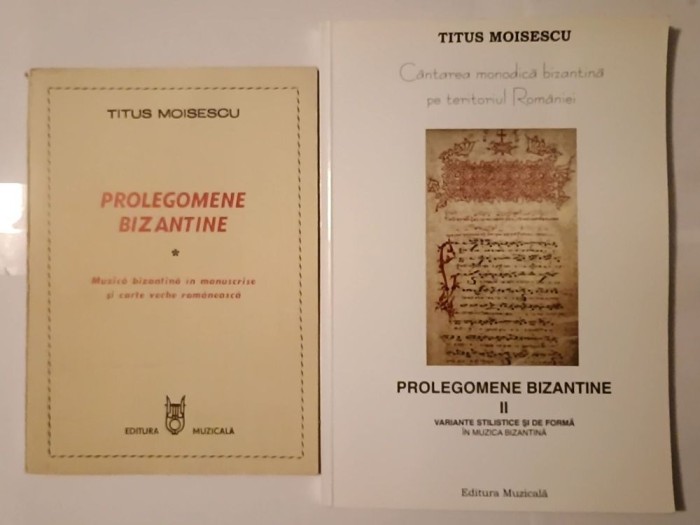 TITUS MOISESCU
PROLEGOMENE
BIZANTINE
*
Muzică bizantină în manuscrise
și carte veche românească
EDITURA MUZICALĂ
TITUS MOISESCU
Cântarea monodică bizantină
pe teritoriul României
PROLEGOMENE BIZANTINE
II
VARIANTE STILISTICE ȘI DE FORMĂ
ÎN MUZICA BIZANTINĂ
Editura Muzicală